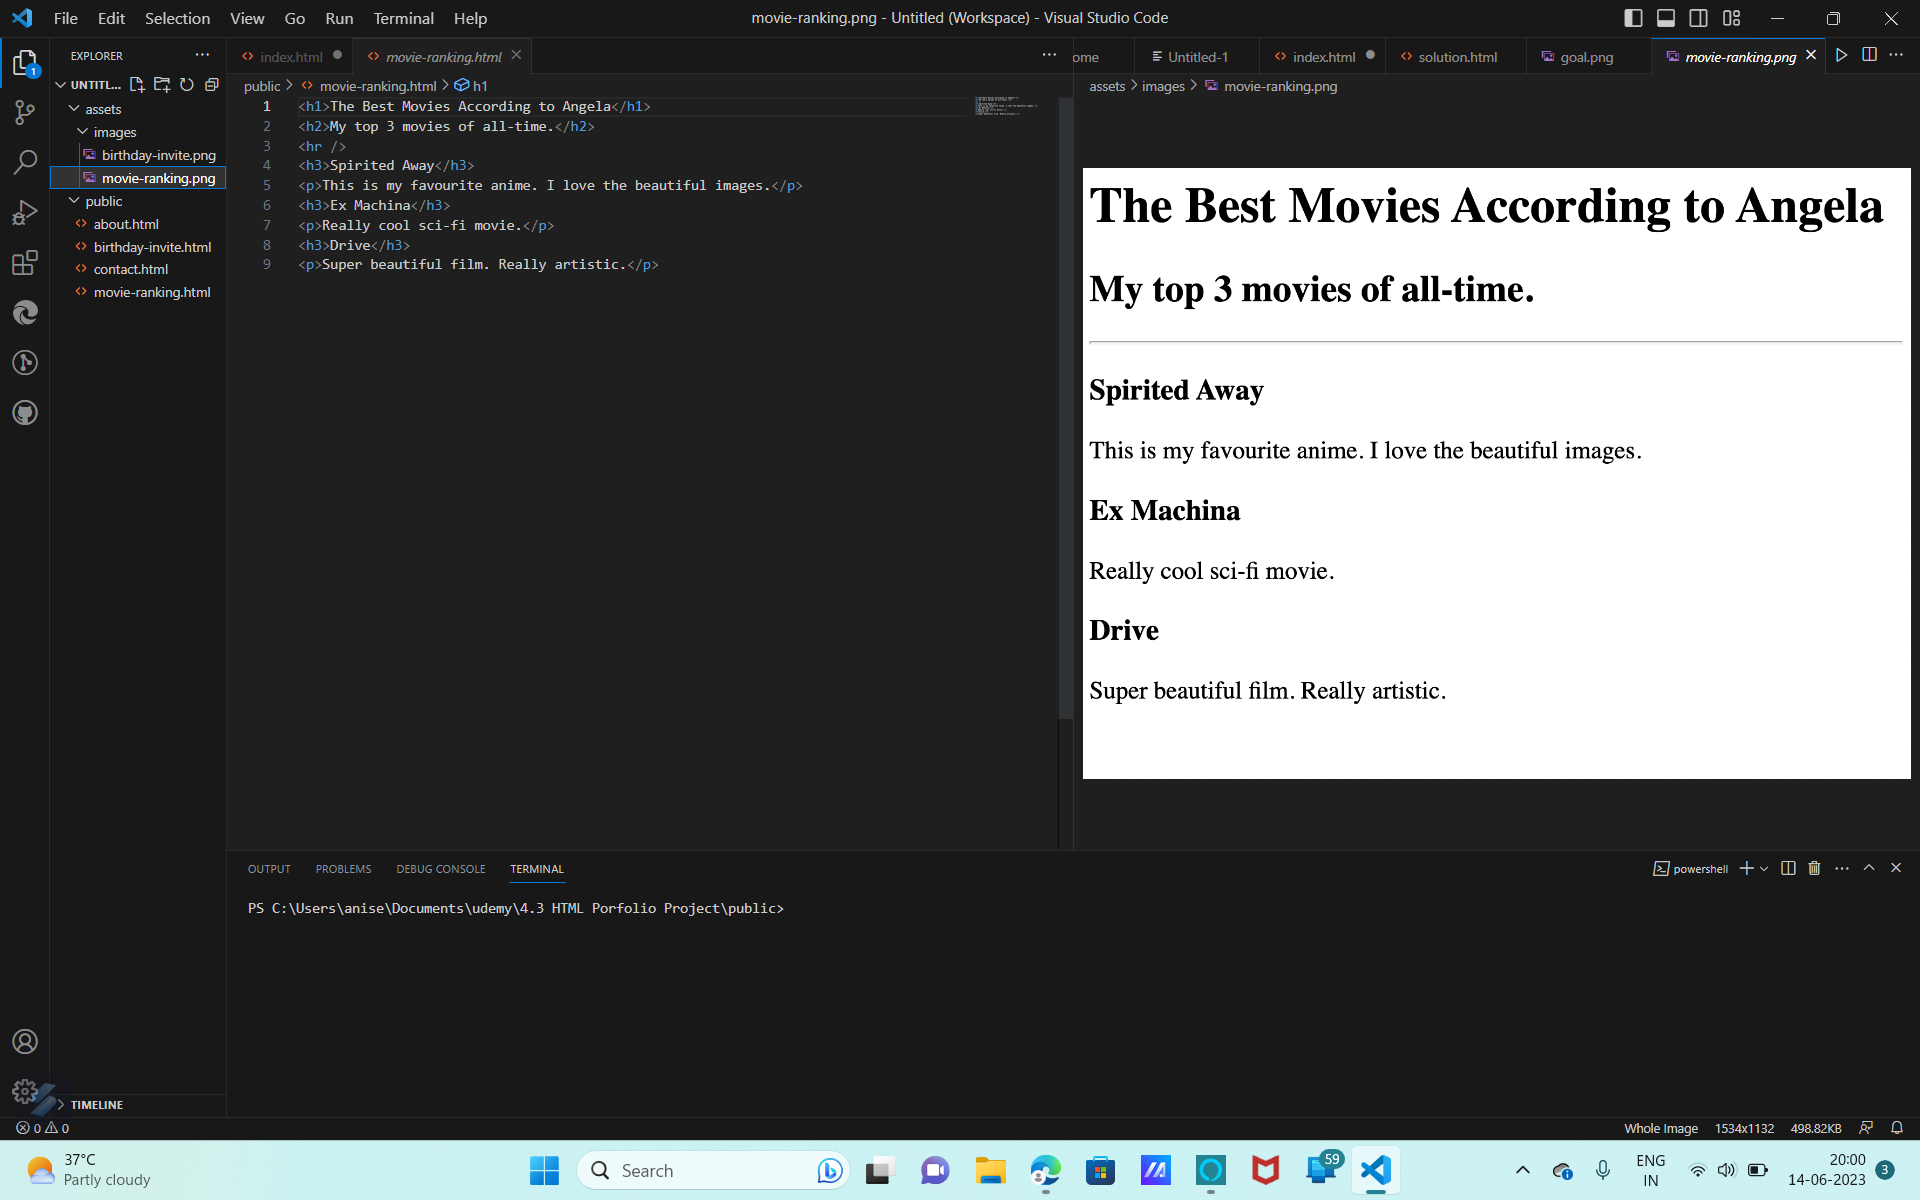 File Edit Selection View Go Run Terminal Help
movie-ranking.png - Untitled (Workspace) - Visual Studio Code
EXPLORER
1
UNTITL...
assets
images
birthday-invite.png
movie-ranking.png
public
about.html
birthday-invite.html
contact.html
movie-ranking.html
TIMELINE
index.html
movie-ranking.html
public > movie-ranking.html > h1
1 <h1>The Best Movies According to Angela</h1>
2 <h2>My top 3 movies of all-time.</h2>
3 <hr />
4 <h3>Spirited Away</h3>
5 <p>This is my favourite anime. I love the beautiful images.</p>
6 <h3>Ex Machina</h3>
7 <p>Really cool sci-fi movie.</p>
8 <h3>Drive</h3>
9 <p>Super beautiful film. Really artistic.</p>
ome
Untitled-1
index.html
solution.html
goal.png
movie-ranking.png
assets > images > movie-ranking.png
The Best Movies According to Angela
My top 3 movies of all-time.
Spirited Away
This is my favourite anime. I love the beautiful images.
Ex Machina
Really cool sci-fi movie.
Drive
Super beautiful film. Really artistic.
OUTPUT PROBLEMS DEBUG CONSOLE TERMINAL
powershell
PS C:\Users\anise\Documents\udemy\4.3 HTML Porfolio Project\public>
0 0
Whole Image 1534x1132 498.82KB
37°C
Partly cloudy
Search
59
ENG
IN
20:00
14-06-2023
3